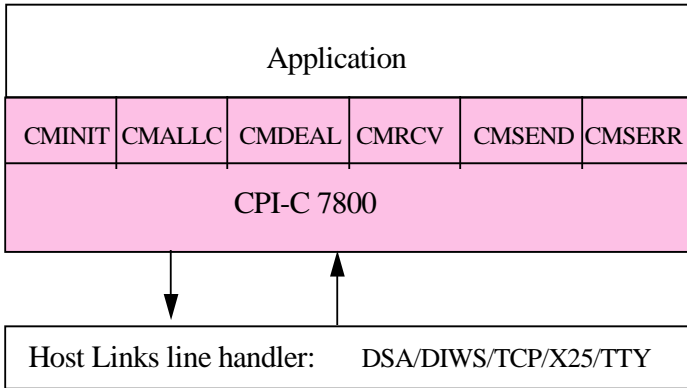 Application
CMINIT CMALLC CMDEAL CMRCV CMSEND CMSERR
CPI-C 7800
Host Links line handler: DSA/DIWS/TCP/X25/TTY